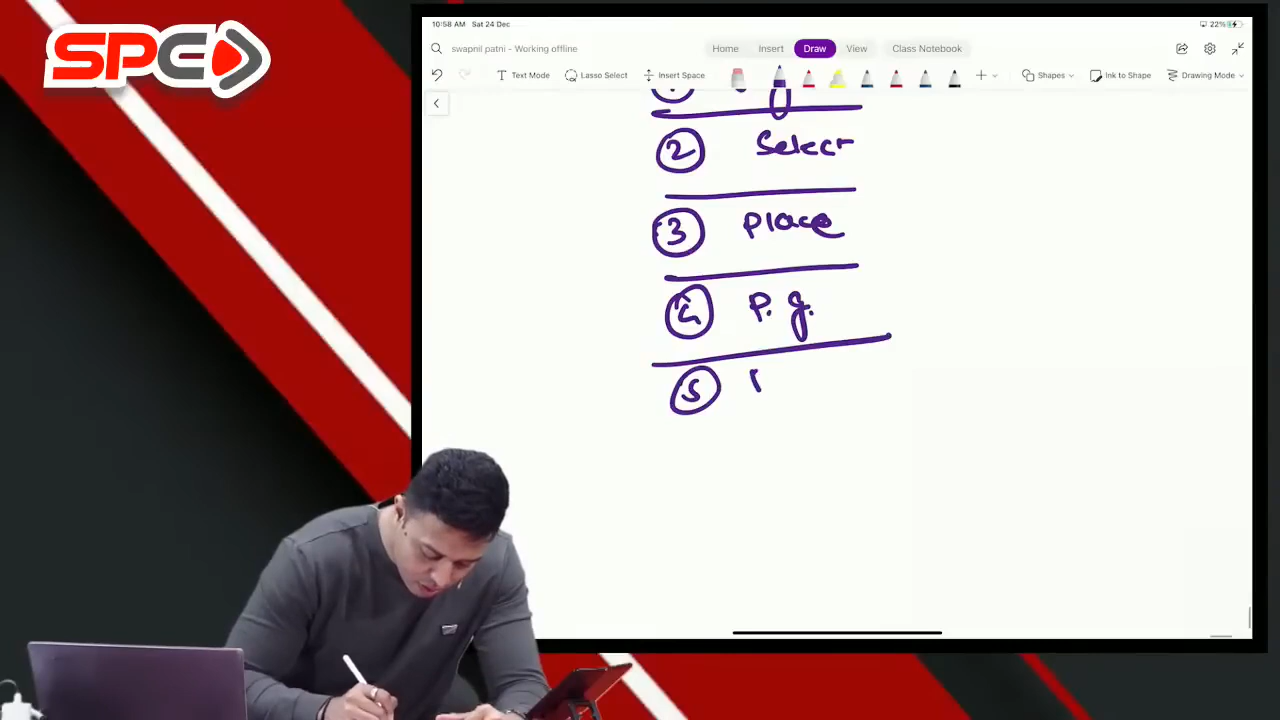 SPC
10:58 AM Sat 24 Dec
22%
swapnil patni - Working offline
Home Insert Draw View Class Notebook
Text Mode Lasso Select Insert Space + Shapes Ink to Shape Drawing Mode
2 Select
3 Place
4 P. g.
5